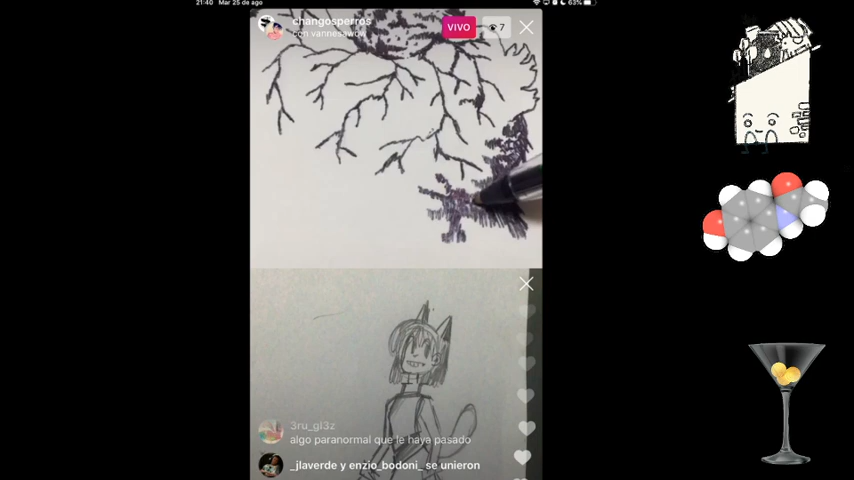 21:40 Mar 25 de ago
63%
changosperros
con vannesawow
VIVO
7
3ru_gl3z
algo paranormal que le haya pasado
_jlaverde y enzio_bodoni_ se unieron